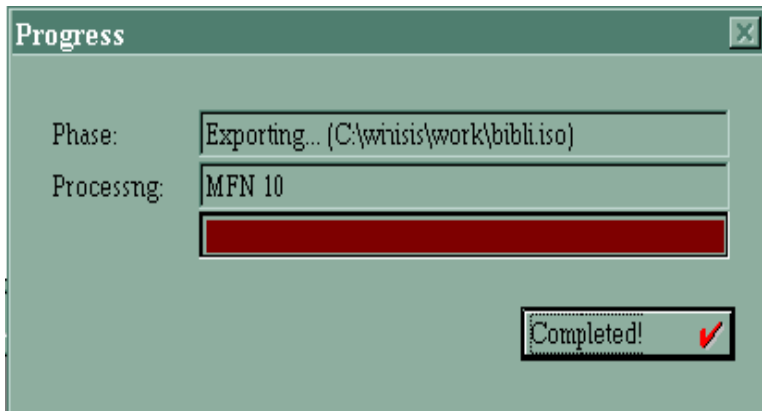 Progress
Phase: Exporting... (C:\winisis\work\bibli.iso)
Processng: MFN 10
Completed!